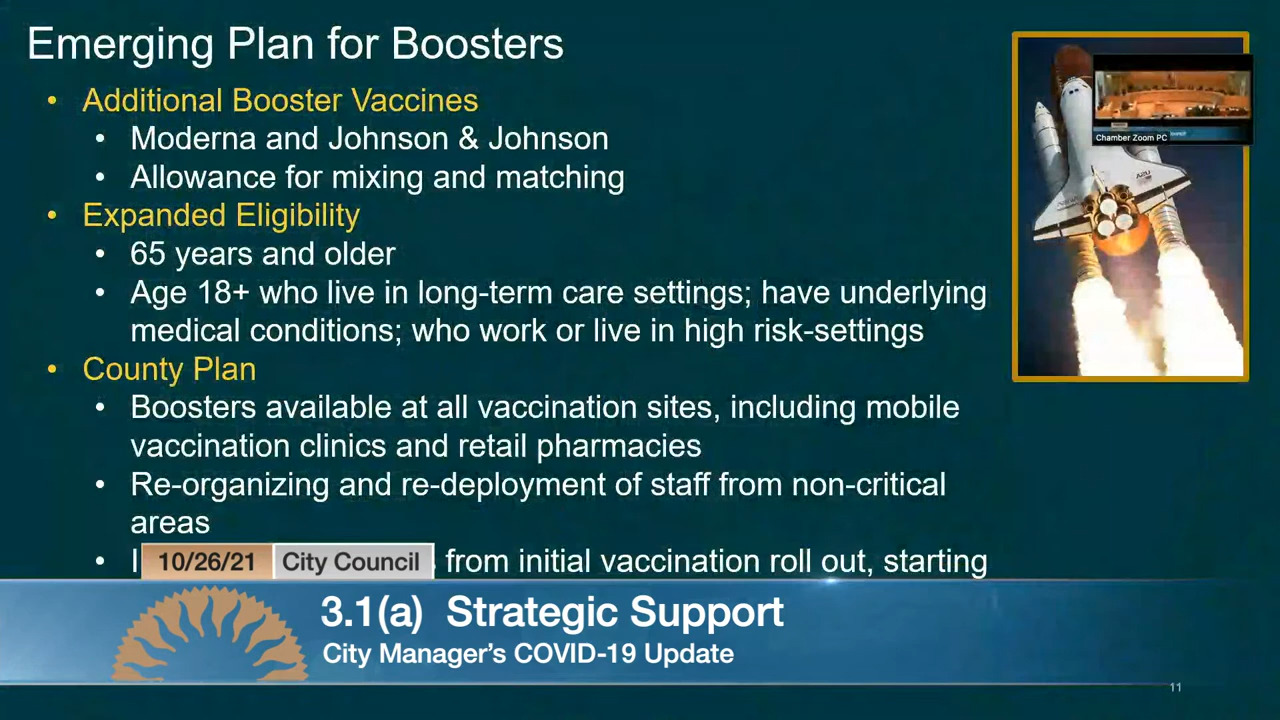 Emerging Plan for Boosters
• Additional Booster Vaccines
• Moderna and Johnson & Johnson
• Allowance for mixing and matching
• Expanded Eligibility
• 65 years and older
• Age 18+ who live in long-term care settings; have underlying
medical conditions; who work or live in high risk-settings
• County Plan
• Boosters available at all vaccination sites, including mobile
vaccination clinics and retail pharmacies
• Re-organizing and re-deployment of staff from non-critical
areas
• from initial vaccination roll out, starting
10/26/21 City Council
3.1(a) Strategic Support
City Manager's COVID-19 Update
Chamber Zoom PC
11